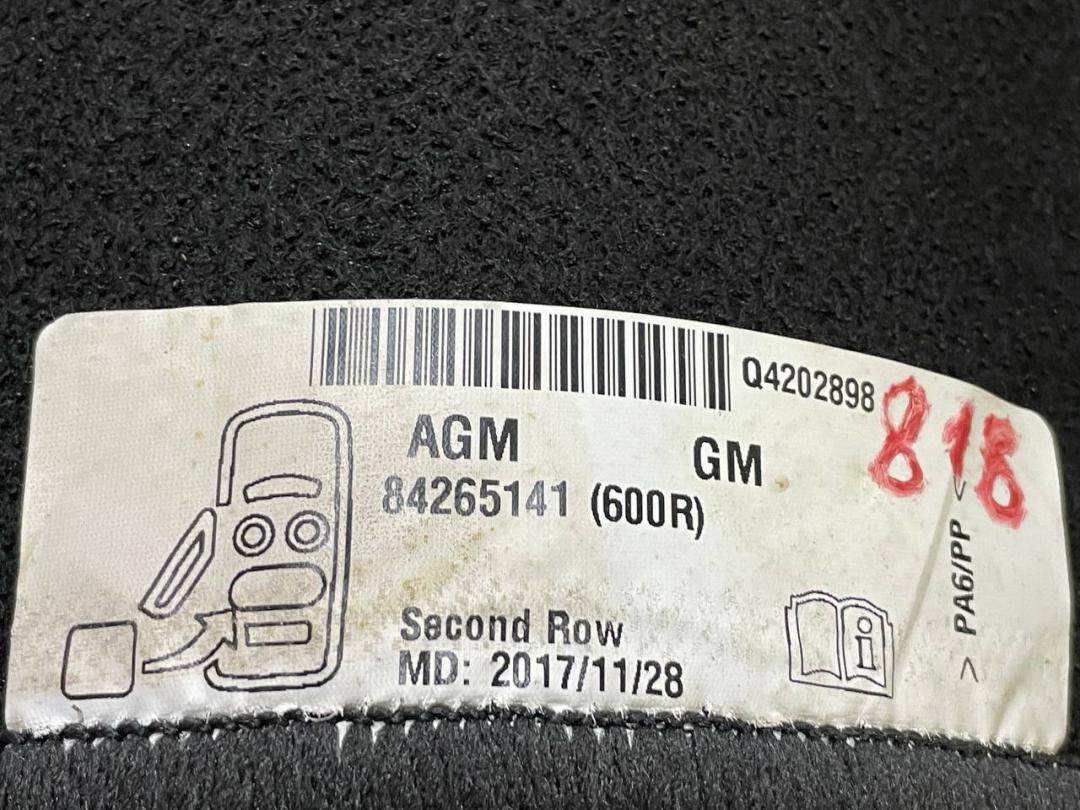 Q4202898
818
AGM
GM
84265141 (600R)
Second Row
MD: 2017/11/28
> PA6/PP <